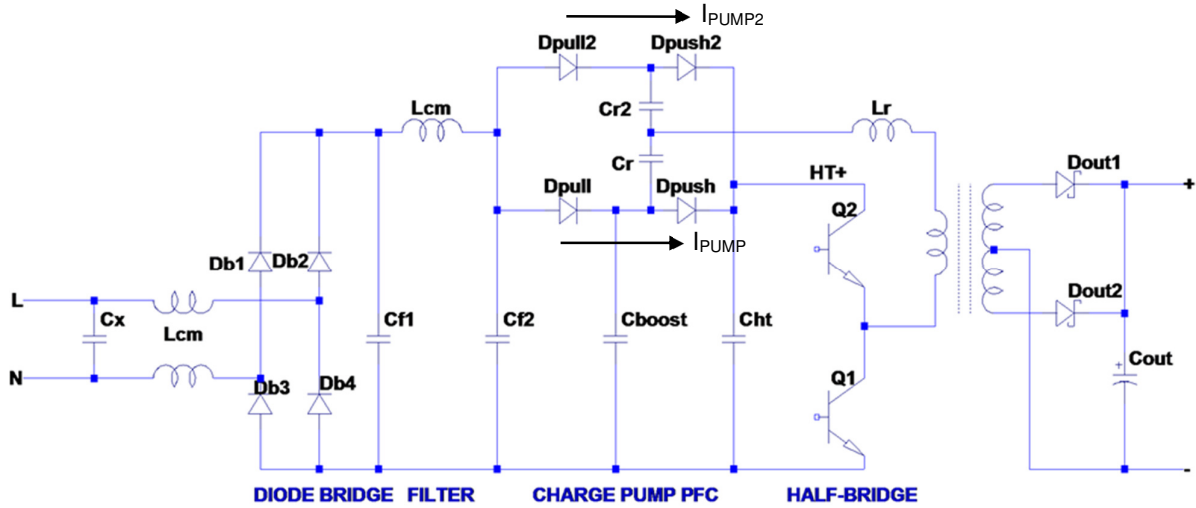 IPUMP2
Dpull2 Dpush2
Lcm
Cr2
Lr
Cr
Dpull Dpush
HT+
Dout1
+
Q2
IPUMP
Db1 Db2
L
Cx
Lcm
Cf1 Cf2 Cboost Cht
Dout2
N
Db3 Db4
Q1
+
Cout
-
DIODE BRIDGE FILTER CHARGE PUMP PFC HALF-BRIDGE